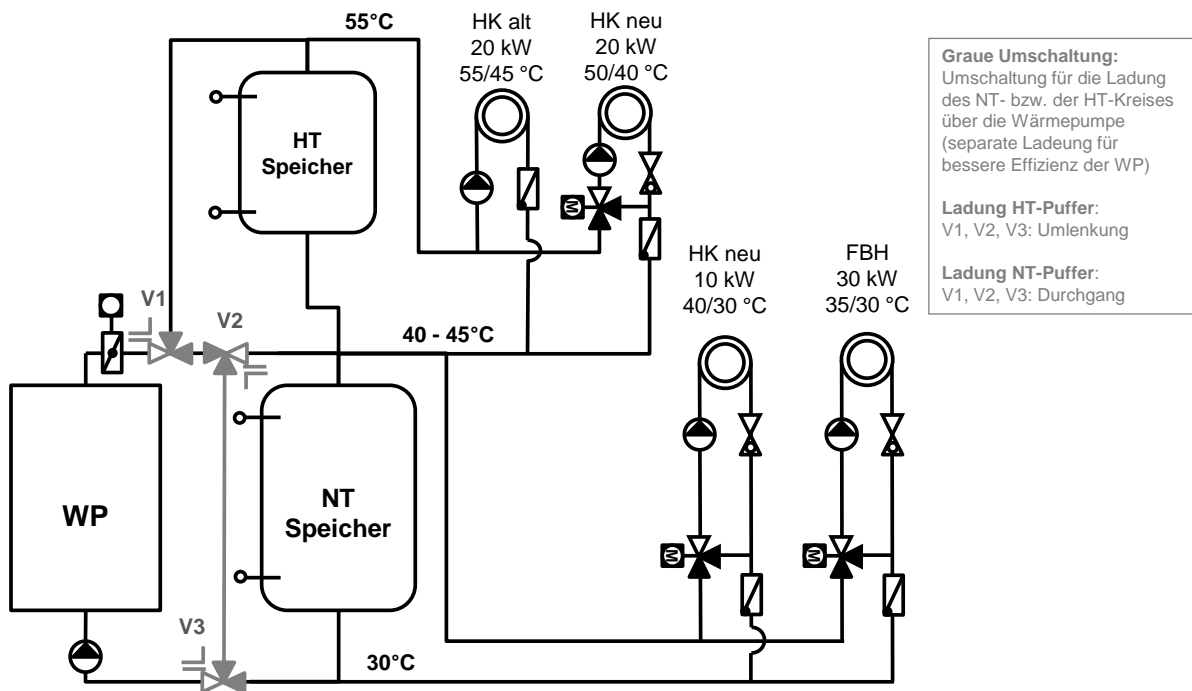 55°C
HK alt
20 kW
55/45 °C
HK neu
20 kW
50/40 °C
Graue Umschaltung:
Umschaltung für die Ladung
des NT- bzw. der HT-Kreises
über die Wärmepumpe
(separate Ladeung für
bessere Effizienz der WP)
Ladung HT-Puffer:
V1, V2, V3: Umlenkung
Ladung NT-Puffer:
V1, V2, V3: Durchgang
HT
Speicher
M
HK neu
10 kW
40/30 °C
FBH
30 kW
35/30 °C
V1
V2
40 - 45°C
WP
NT
Speicher
M
M
V3
30°C